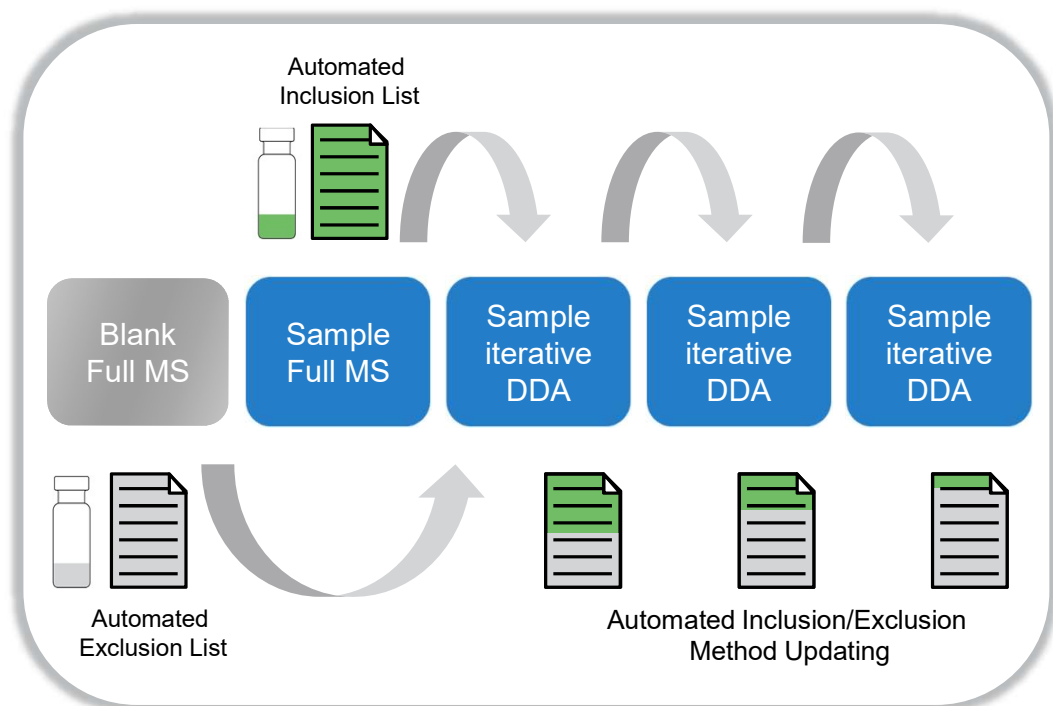 Automated
Inclusion List
Blank
Full MS
Sample
Full MS
Sample
iterative
DDA
Sample
iterative
DDA
Sample
iterative
DDA
Automated
Exclusion List
Automated Inclusion/Exclusion
Method Updating